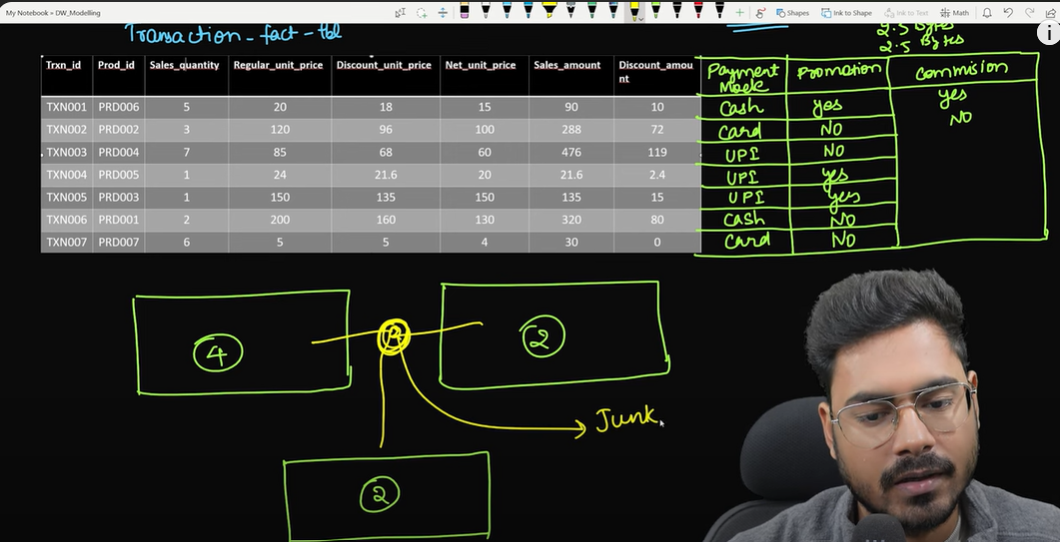 My Notebook » DW_Modelling
Shapes Ink to Shape Ink to Text Math
Transaction-fact-tbl
2.5 Bytes
2.5 Bytes
Trxn_id Prod_id Sales_quantity Regular_unit_price Discount_unit_price Net_unit_price Sales_amount Discount_amou
nt
Payment
Mode
Promotion Commision
TXN001 PRD006 5 20 18 15 90 10 Cash yes yes
TXN002 PRD002 3 120 96 100 288 72 Card NO NO
TXN003 PRD004 7 85 68 60 476 119 UPI NO
TXN004 PRD005 1 24 21.6 20 21.6 2.4 UPI yes
TXN005 PRD003 1 150 135 150 135 15 UPI yes
TXN006 PRD001 2 200 160 130 320 80 Cash NO
TXN007 PRD007 6 5 5 4 30 0 Card NO
4 2
Junk
2